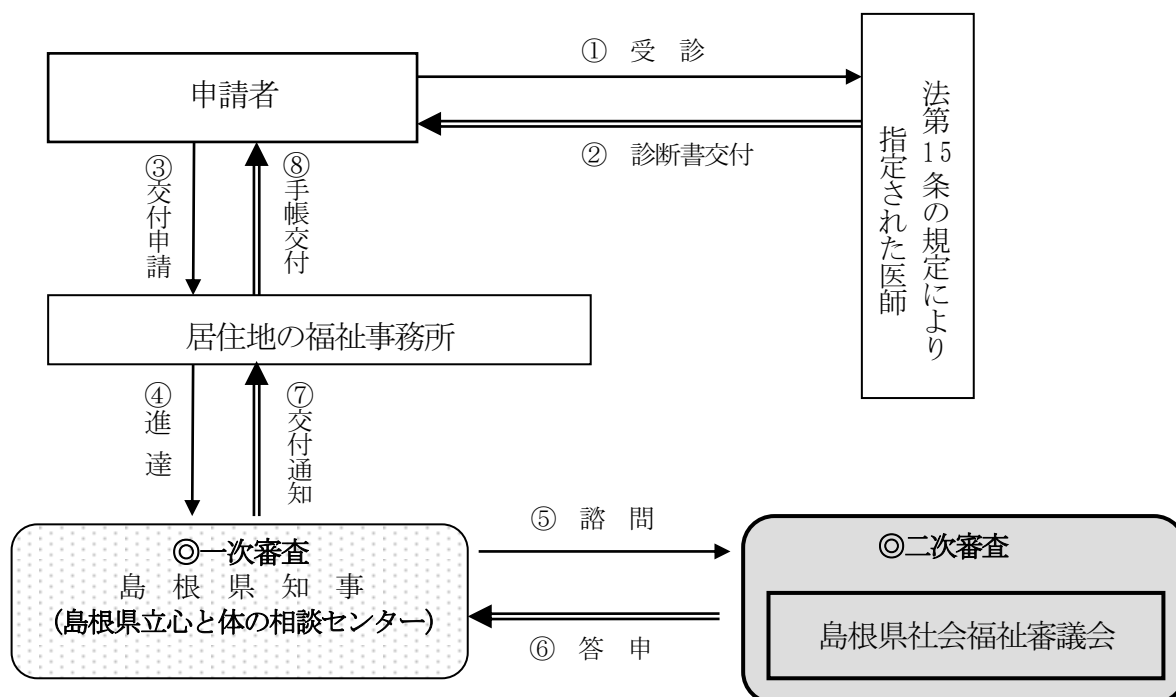 ① 受 診
申請者
② 診断書交付
法第15条の規定により
指定された医師
③交付申請
⑧手帳交付
居住地の福祉事務所
④進 達
⑦交付通知
◎一次審査
島 根 県 知 事
(島根県立心と体の相談センター)
⑤ 諮 問
⑥ 答 申
◎二次審査
島根県社会福祉審議会